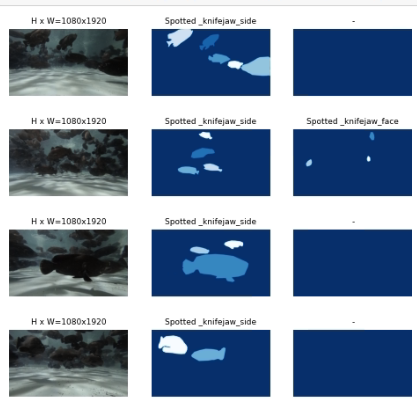 H x W=1080x1920
Spotted _knifejaw_side
-
H x W=1080x1920
Spotted _knifejaw_side
Spotted _knifejaw_face
H x W=1080x1920
Spotted _knifejaw_side
-
H x W=1080x1920
Spotted _knifejaw_side
-